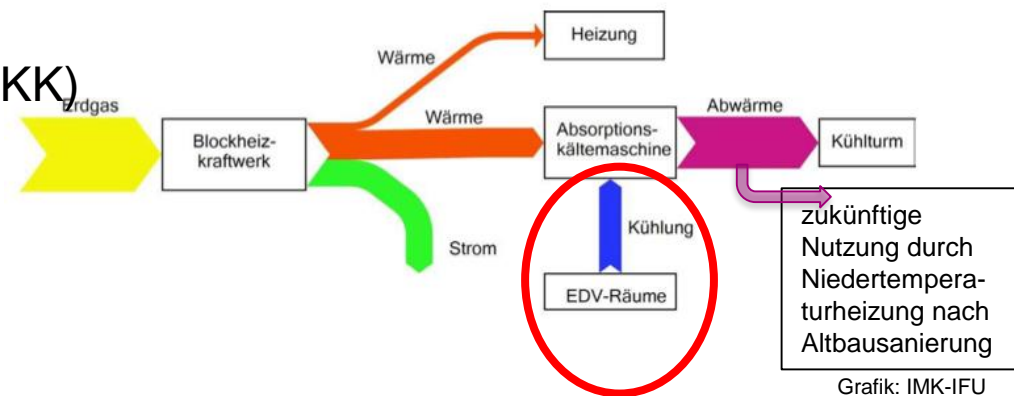 KK)
Erdgas
Blockheiz-
kraftwerk
Wärme
Heizung
Wärme
Absorptions-
kältemaschine
Abwärme
Kühlturm
Strom
Kühlung
EDV-Räume
zukünftige
Nutzung durch
Niedertempera-
turheizung nach
Altbausanierung
Grafik: IMK-IFU